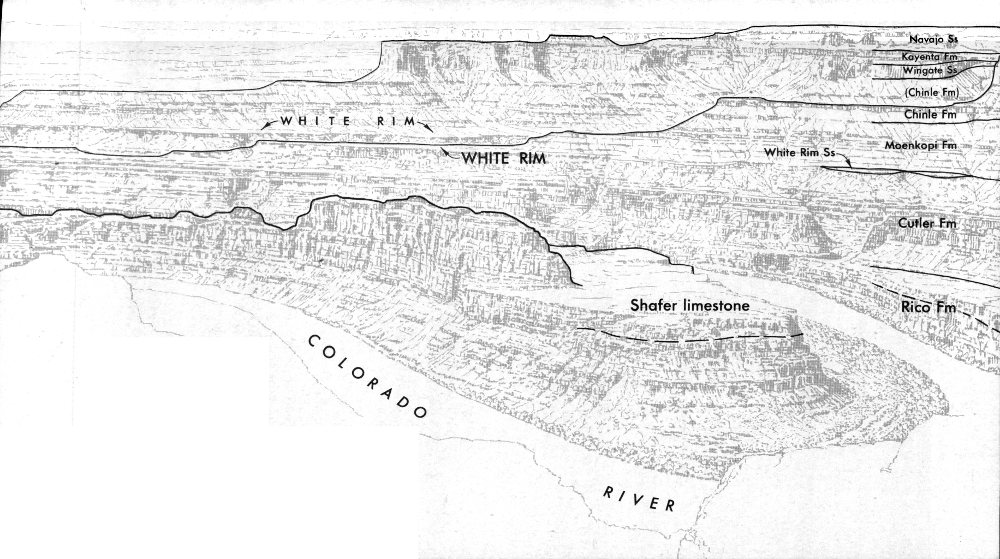 Navajo Ss
Kayenta Fm
Wingate Ss
(Chinle Fm)
Chinle Fm
WHITE RIM
Moenkopi Fm
White Rim Ss
WHITE RIM
Cutler Fm
Shafer limestone
Rico Fm
COLORADO
RIVER